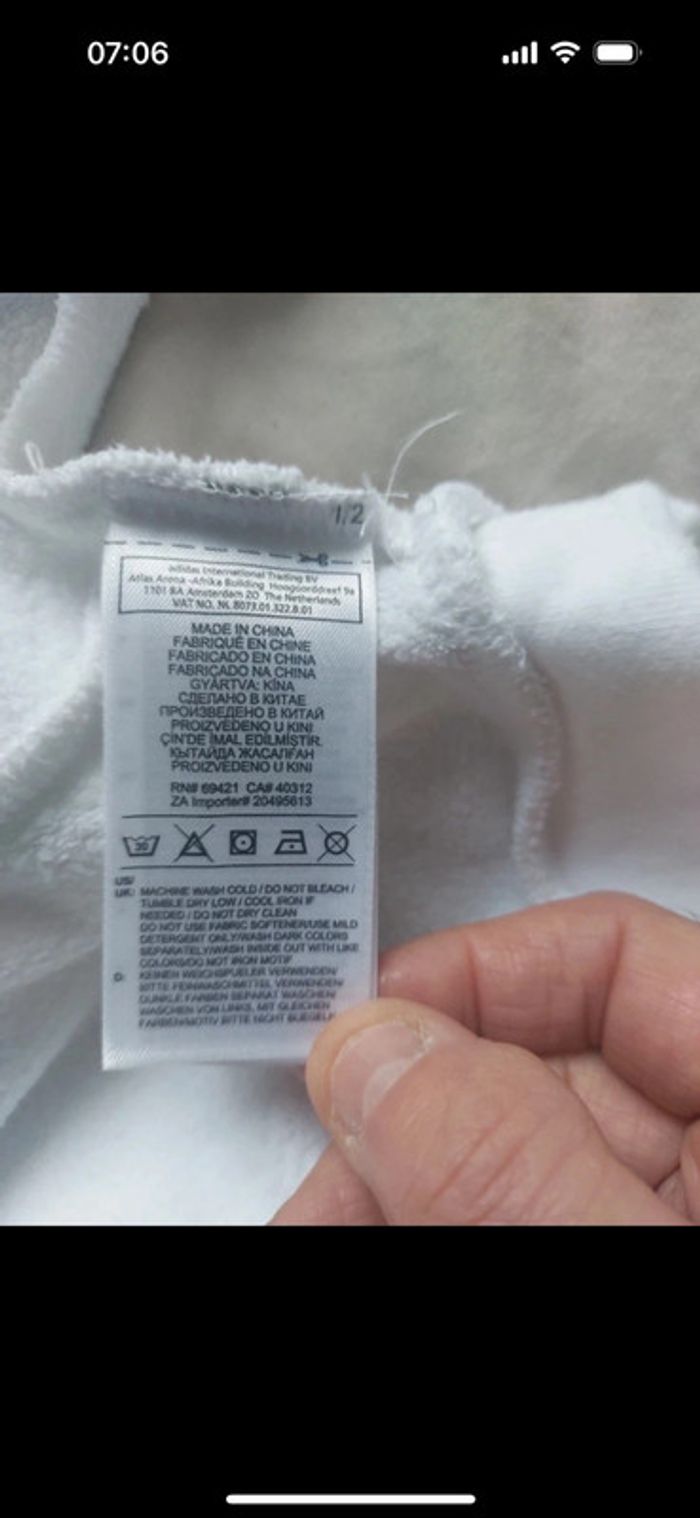 07:06
1/2
adidas International Trading BV
Atlas Arena -Afrika Building Hoogoorddreef 9a
1101 BA Amsterdam ZO The Netherlands
VAT NO. NL 8073.01.322.B.01
MADE IN CHINA
FABRIQUÉ EN CHINE
FABRICADO EN CHINA
FABRICADO NA CHINA
GYÁRTVA: KÍNA
СДЕЛАНО В КИТАЕ
ПРОИЗВЕДЕНО В КИТАЙ
PROIZVEDENO U KINI
ÇİN'DE İMAL EDİLMİŞTİR.
КЫТАЙДА ЖАСАЛҒАН
PROIZVEDENO U KINI
RN# 69421 CA# 40312
ZA Importer# 20495613
30
US/
UK: MACHINE WASH COLD / DO NOT BLEACH /
TUMBLE DRY LOW / COOL IRON IF
NEEDED / DO NOT DRY CLEAN
DO NOT USE FABRIC SOFTENER/USE MILD
DETERGENT ONLY/WASH DARK COLORS
SEPARATELY/WASH INSIDE OUT WITH LIKE
COLORS/DO NOT IRON MOTIF
D: KEINEN WEICHSPUELER VERWENDEN/
BITTE FEINWASCHMITTEL VERWENDEN/
DUNKLE FARBEN SEPARAT WASCHEN/
WASCHEN VON LINKS, MIT GLEICHEN
FARBEN/MOTIV BITTE NICHT BUEGELN